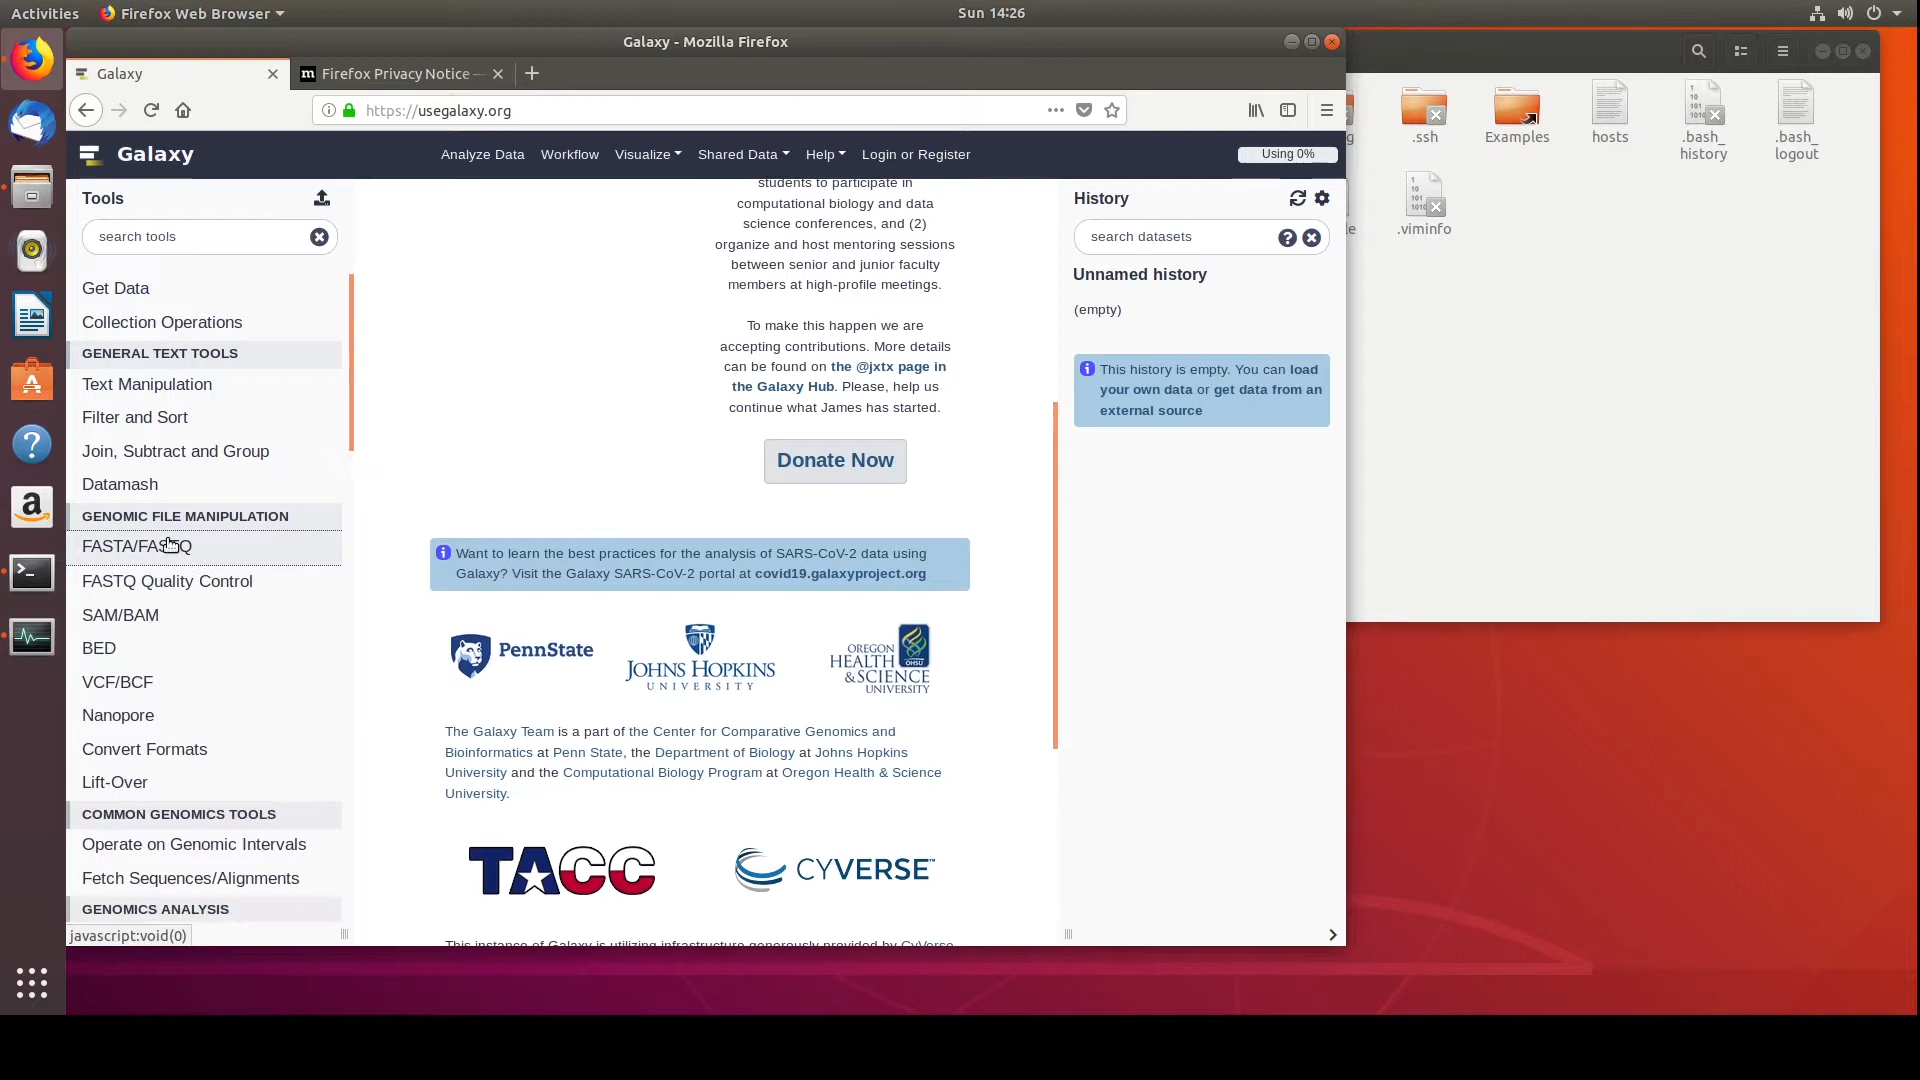 Activities
Firefox Web Browser
Sun 14:26
Galaxy - Mozilla Firefox
Galaxy
Firefox Privacy Notice —
https://usegalaxy.org
Galaxy
Analyze Data
Workflow
Visualize
Shared Data
Help
Login or Register
Using 0%
Tools
search tools
Get Data
Collection Operations
GENERAL TEXT TOOLS
Text Manipulation
Filter and Sort
Join, Subtract and Group
Datamash
GENOMIC FILE MANIPULATION
FASTA/FASTQ
FASTQ Quality Control
SAM/BAM
BED
VCF/BCF
Nanopore
Convert Formats
Lift-Over
COMMON GENOMICS TOOLS
Operate on Genomic Intervals
Fetch Sequences/Alignments
GENOMICS ANALYSIS
javascript:void(0)
students to participate in
computational biology and data
science conferences, and (2)
organize and host mentoring sessions
between senior and junior faculty
members at high-profile meetings.
To make this happen we are
accepting contributions. More details
can be found on the @jxtx page in
the Galaxy Hub. Please, help us
continue what James has started.
Donate Now
Want to learn the best practices for the analysis of SARS-CoV-2 data using
Galaxy? Visit the Galaxy SARS-CoV-2 portal at covid19.galaxyproject.org
PennState
JOHNS HOPKINS
UNIVERSITY
OREGON
HEALTH
&SCIENCE
UNIVERSITY
OHSU
The Galaxy Team is a part of the Center for Comparative Genomics and
Bioinformatics at Penn State, the Department of Biology at Johns Hopkins
University and the Computational Biology Program at Oregon Health & Science
University.
TACC
CYVERSE™
This instance of Galaxy is utilizing infrastructure generously provided by CyVerse
History
search datasets
Unnamed history
(empty)
This history is empty. You can load
your own data or get data from an
external source
.ssh
Examples
hosts
.bash_
history
.bash_
logout
.viminfo